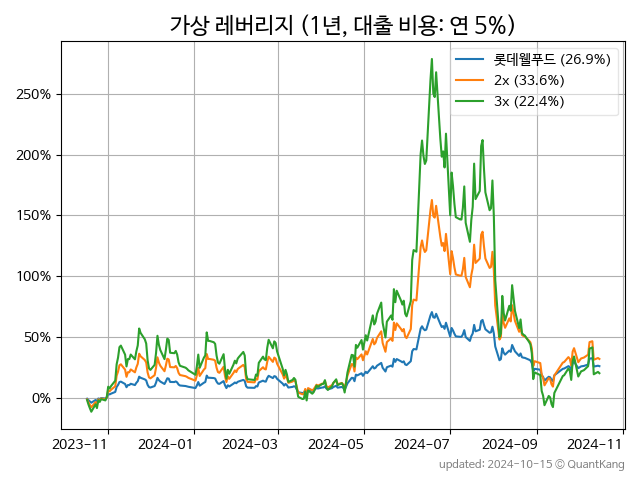 가상 레버리지 (1년, 대출 비용: 연 5%)
롯데웰푸드 (26.9%)
2x (33.6%)
3x (22.4%)
250%
200%
150%
100%
50%
0%
2023-11
2024-01
2024-03
2024-05
2024-07
2024-09
2024-11
updated: 2024-10-15 © QuantKang